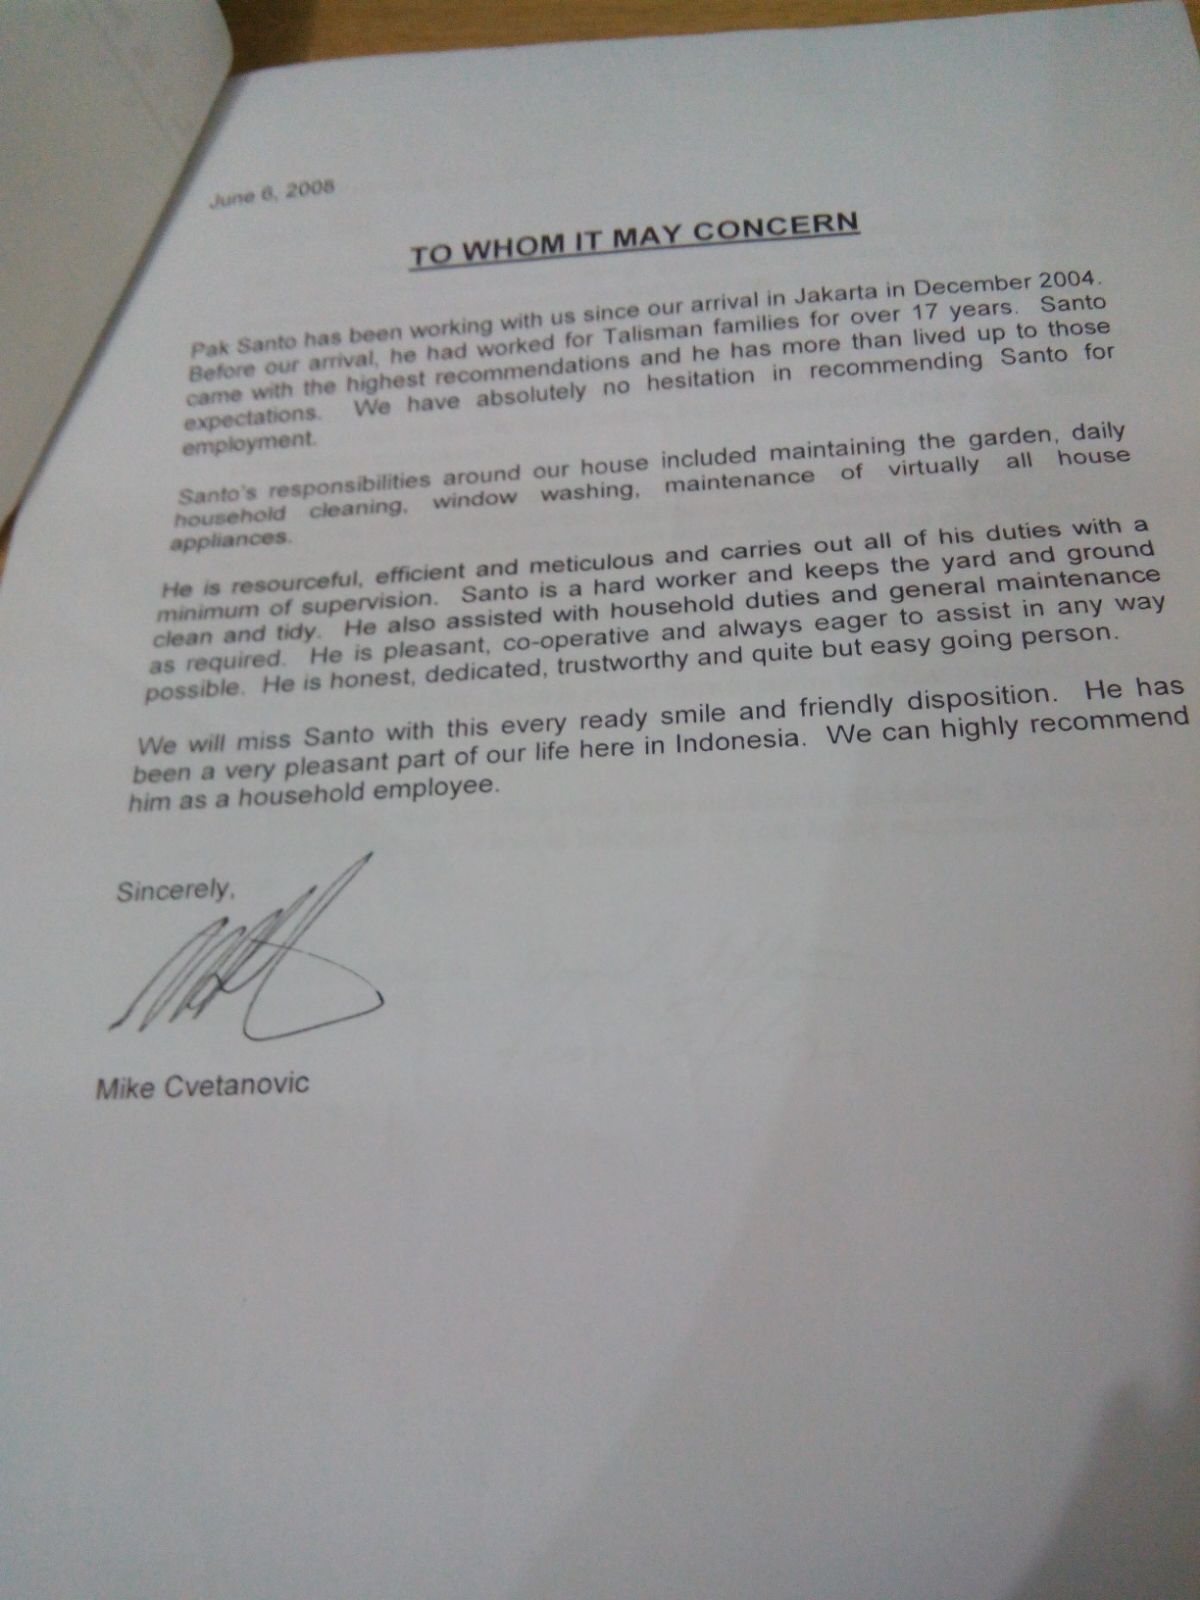 June 6, 2008
TO WHOM IT MAY CONCERN
Pak Santo has been working with us since our arrival in Jakarta in December 2004.
Before our arrival, he had worked for Talisman families for over 17 years. Santo
came with the highest recommendations and he has more than lived up to those
expectations. We have absolutely no hesitation in recommending Santo for
employment.
Santo's responsibilities around our house included maintaining the garden, daily
household cleaning, window washing, maintenance of virtually all house
appliances.
He is resourceful, efficient and meticulous and carries out all of his duties with a
minimum of supervision. Santo is a hard worker and keeps the yard and ground
clean and tidy. He also assisted with household duties and general maintenance
as required. He is pleasant, co-operative and always eager to assist in any way
possible. He is honest, dedicated, trustworthy and quite but easy going person.
We will miss Santo with this every ready smile and friendly disposition. He has
been a very pleasant part of our life here in Indonesia. We can highly recommend
him as a household employee.
Sincerely,
Mike Cvetanovic